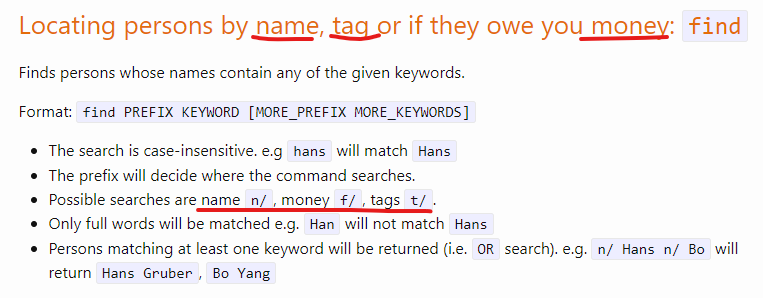 Locating persons by name, tag or if they owe you money: find
Finds persons whose names contain any of the given keywords.
Format: find PREFIX KEYWORD [MORE_PREFIX MORE_KEYWORDS]
• The search is case-insensitive. e.g hans will match Hans
• The prefix will decide where the command searches.
• Possible searches are name n/ , money f/ , tags t/ .
• Only full words will be matched e.g. Han will not match Hans
• Persons matching at least one keyword will be returned (i.e. OR search). e.g. n/ Hans n/ Bo will
return Hans Gruber , Bo Yang